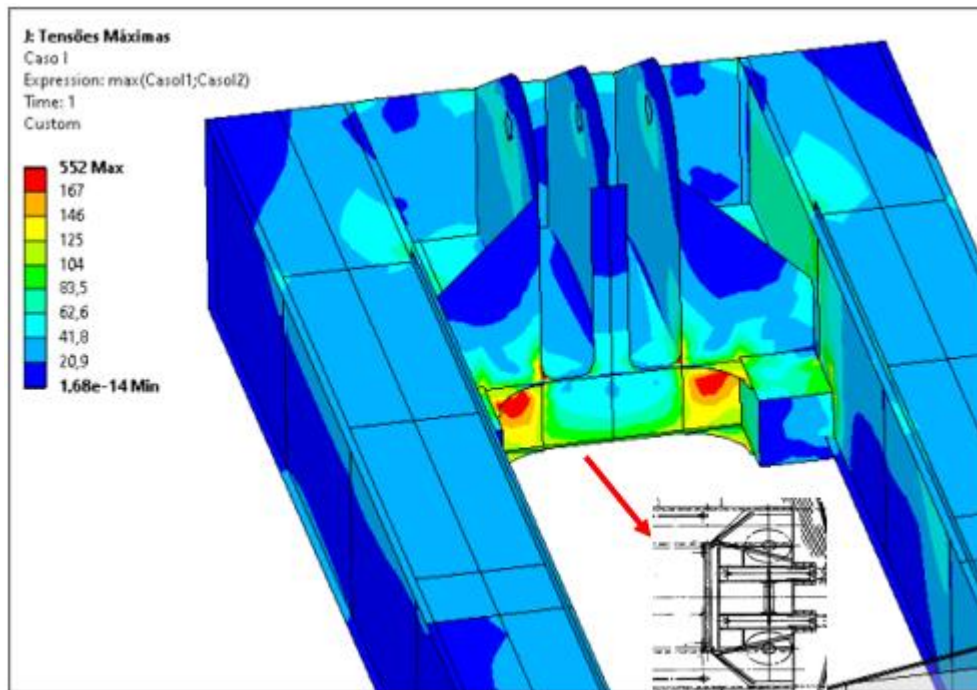 J: Tensões Máximas
Caso I
Expression: max(CasoI1;CasoI2)
Time: 1
Custom
552 Max
167
146
125
104
83,5
62,6
41,8
20,9
1,68e-14 Min